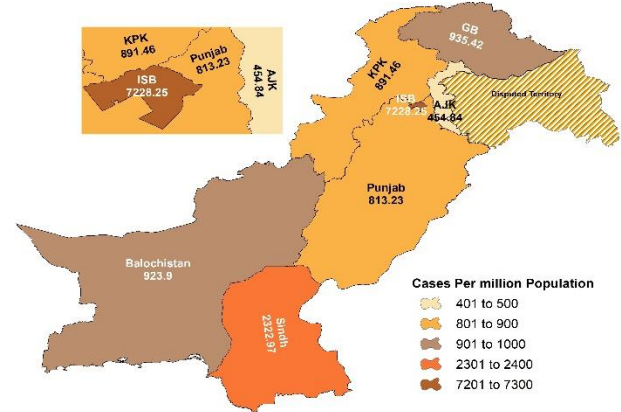 KPK
891.46
Punjab
813.23
AJK
454.84
ISB
7228.25
GB
935.42
KPK
891.46
ISB
7228.25
AJK
454.84
Disputed Territory
Punjab
813.23
Balochistan
923.9
Sindh
2322.97
Cases Per million Population
401 to 500
801 to 900
901 to 1000
2301 to 2400
7201 to 7300